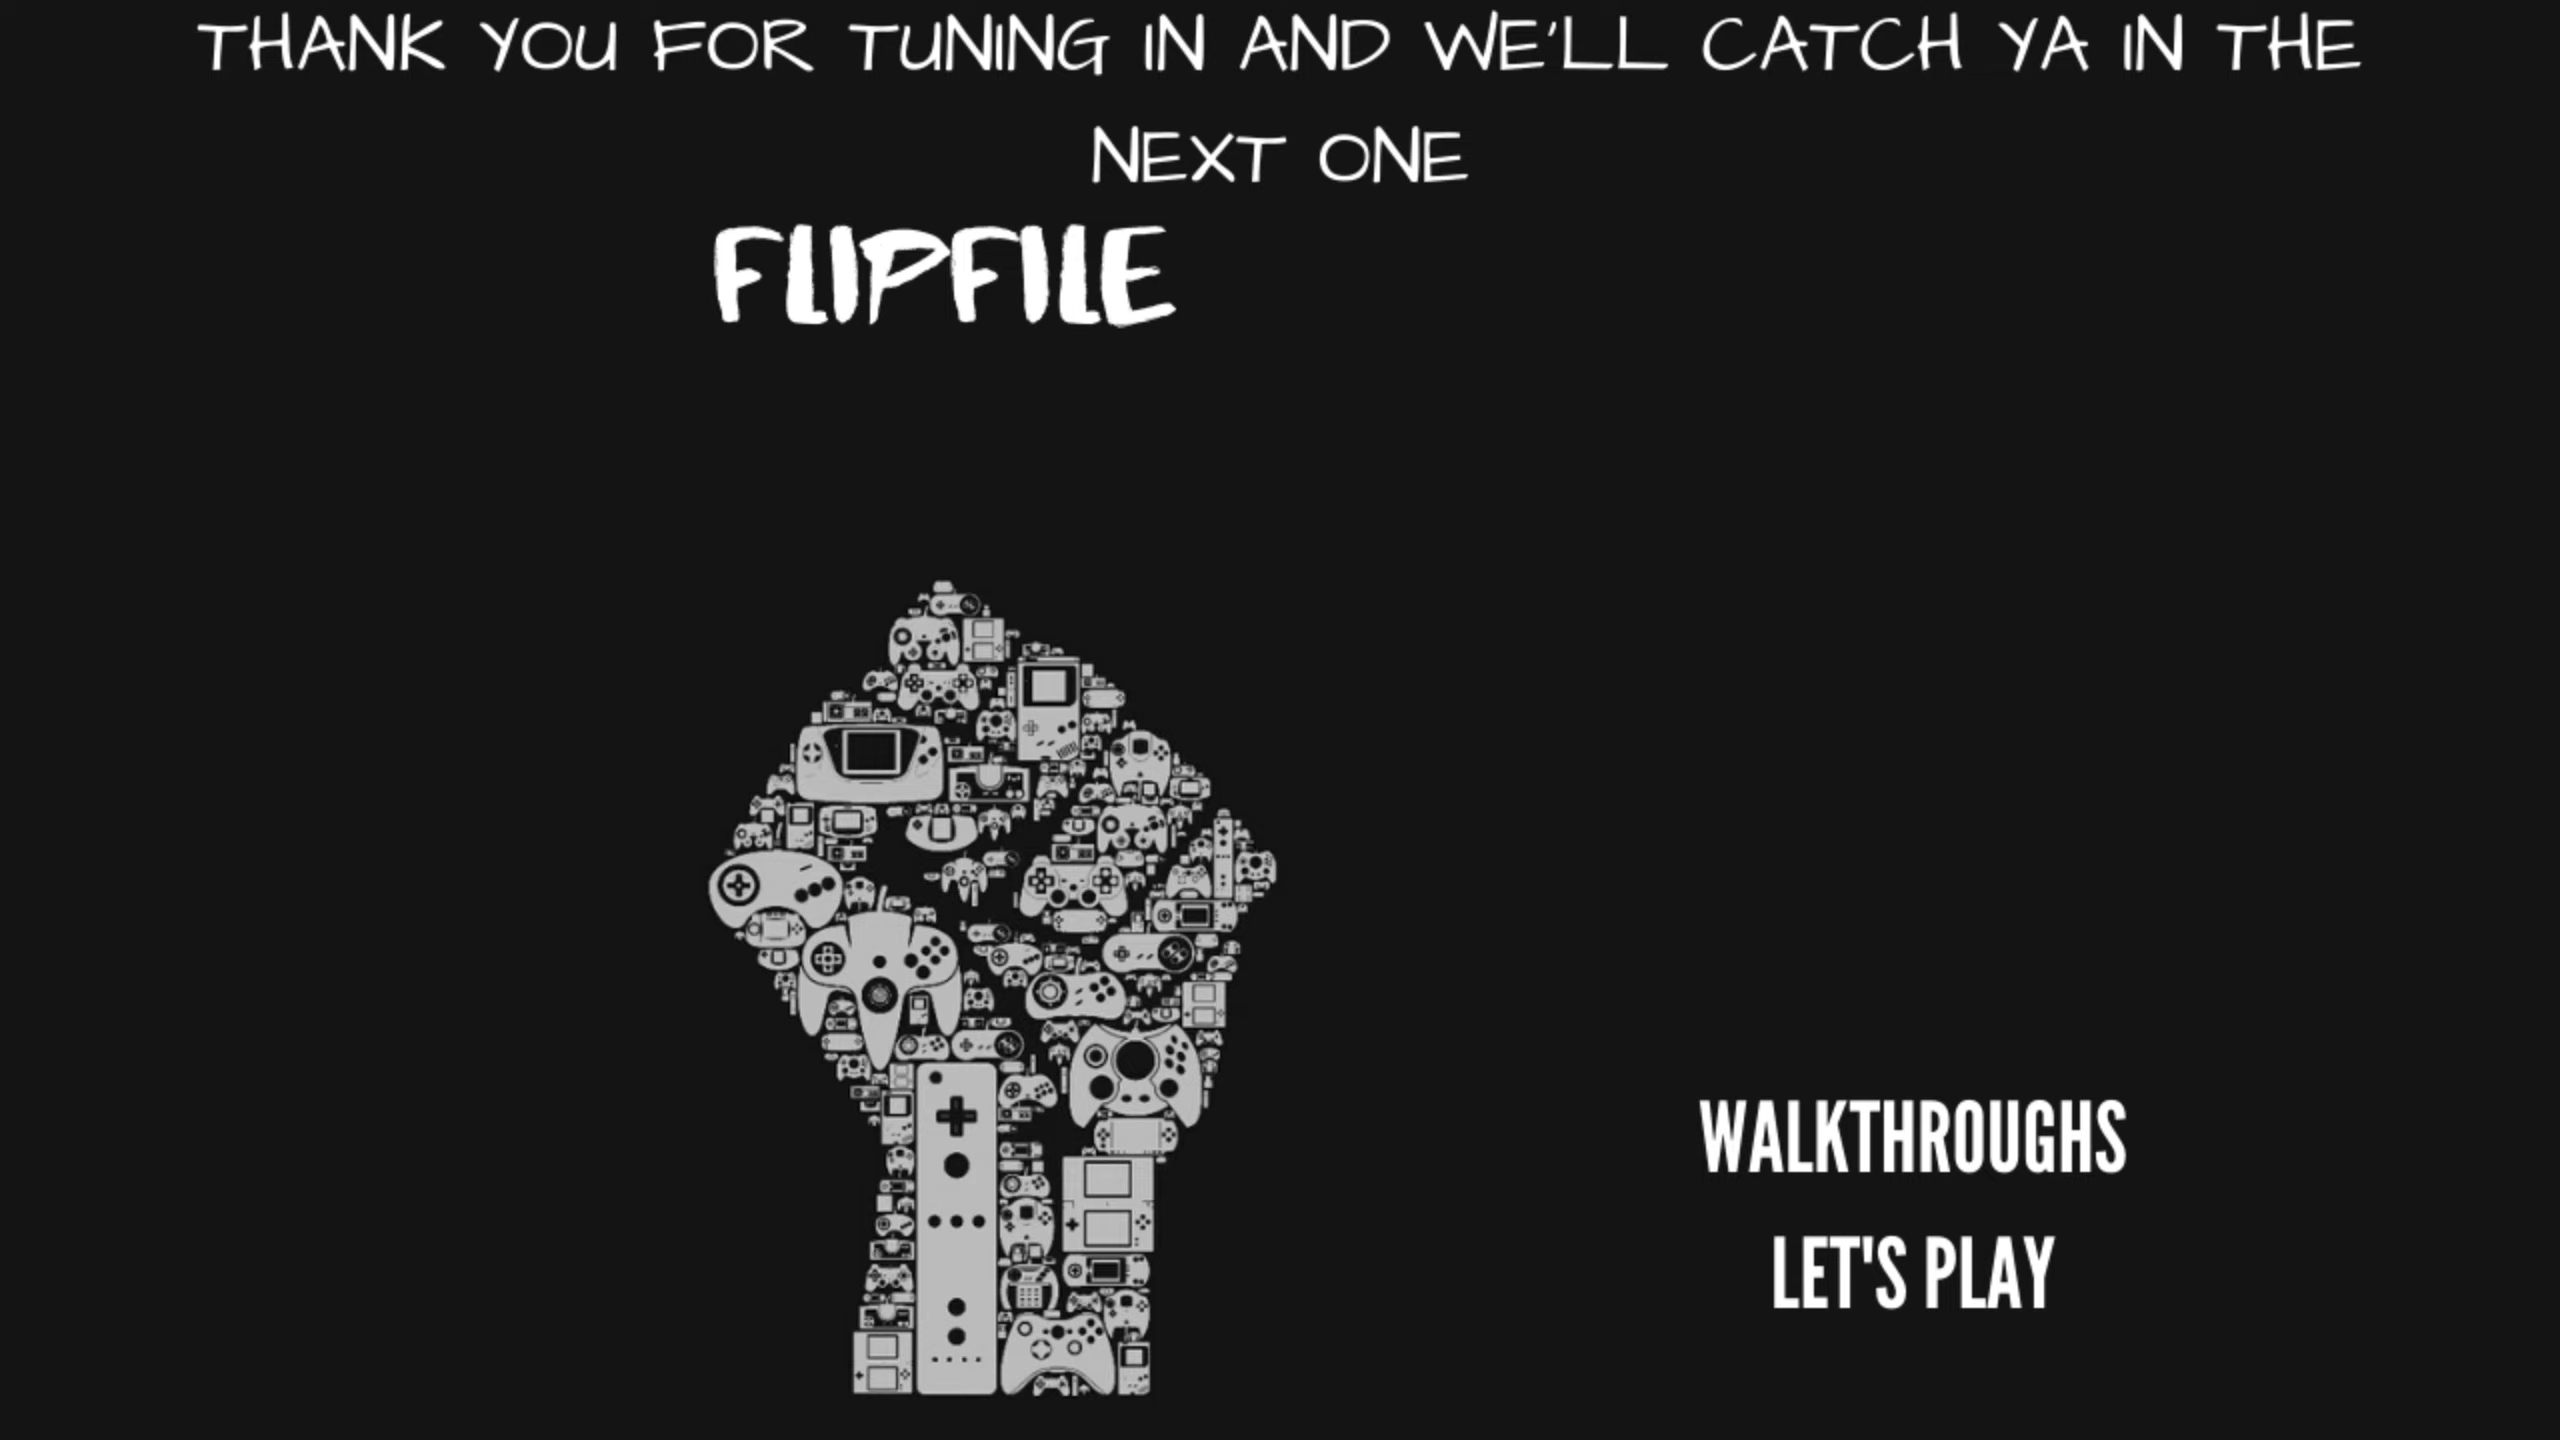 THANK YOU FOR TUNING IN AND WE'LL CATCH YA IN THE
NEXT ONE
FLIPFILE
WALKTHROUGHS
LET'S PLAY